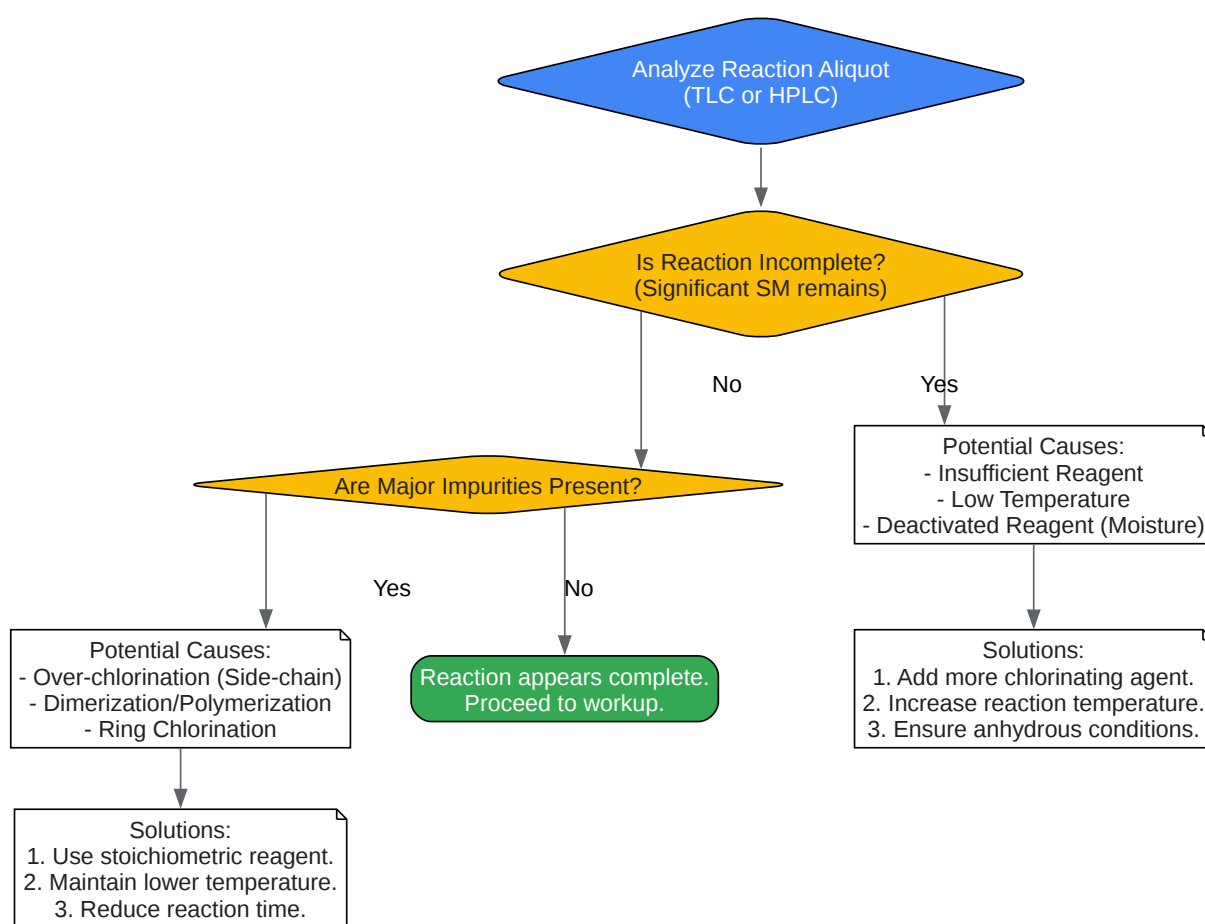 Analyze Reaction Aliquot
(TLC or HPLC)
Is Reaction Incomplete?
(Significant SM remains)
No
Yes
Potential Causes:
- Insufficient Reagent
- Low Temperature
- Deactivated Reagent (Moisture)
Are Major Impurities Present?
Yes
No
Potential Causes:
- Over-chlorination (Side-chain)
- Dimerization/Polymerization
- Ring Chlorination
Reaction appears complete.
Proceed to workup.
Solutions:
1. Add more chlorinating agent.
2. Increase reaction temperature.
3. Ensure anhydrous conditions.
Solutions:
1. Use stoichiometric reagent.
2. Maintain lower temperature.
3. Reduce reaction time.